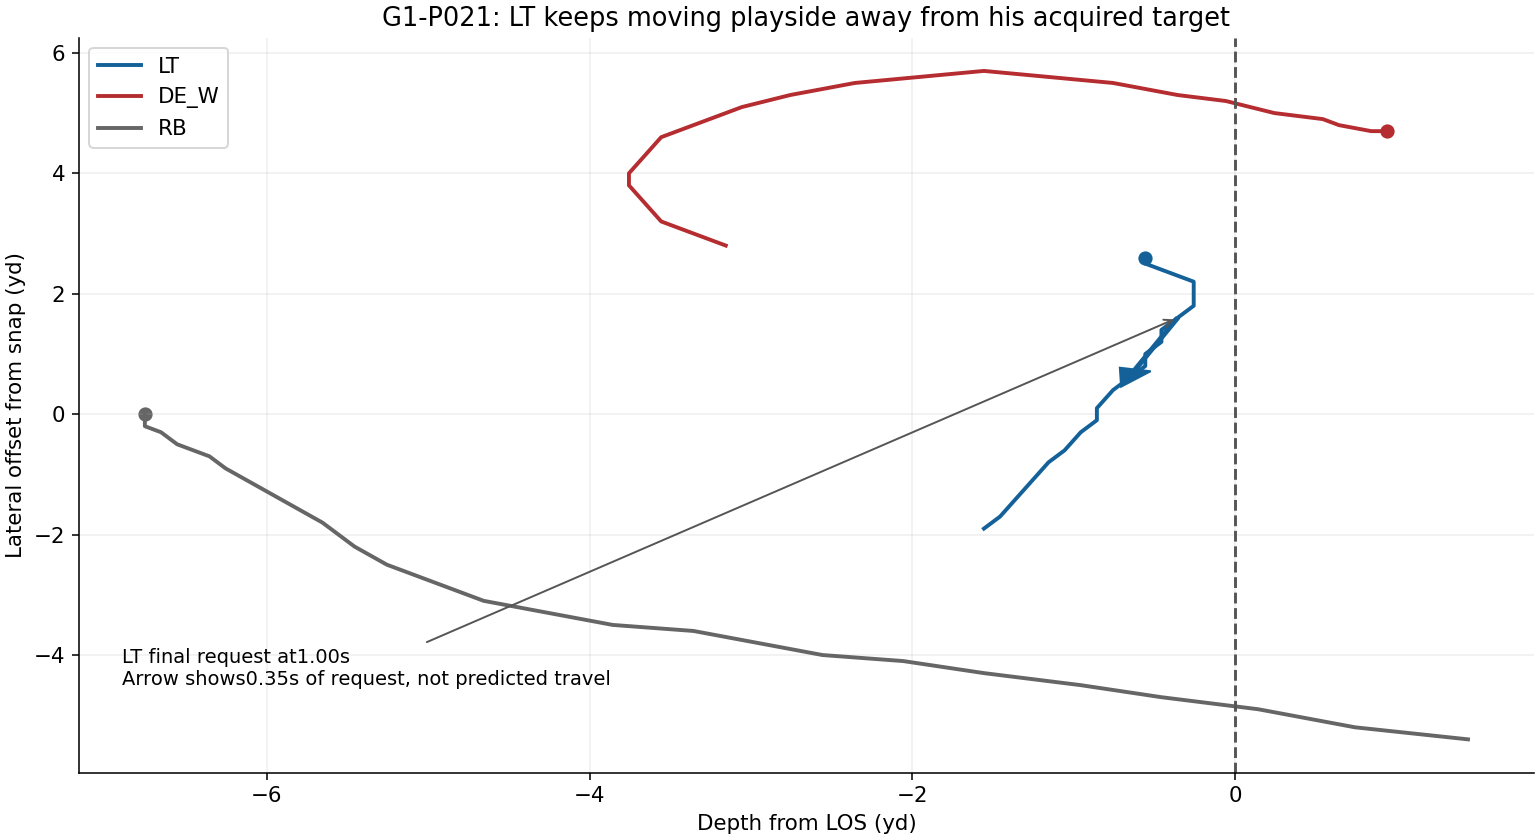 G1-P021: LT keeps moving playside away from his acquired target
LT
DE_W
RB
6
4
2
0
−2
−4
Lateral offset from snap (yd)
LT final request at1.00s
Arrow shows0.35s of request, not predicted travel
−6
−4
−2
0
Depth from LOS (yd)